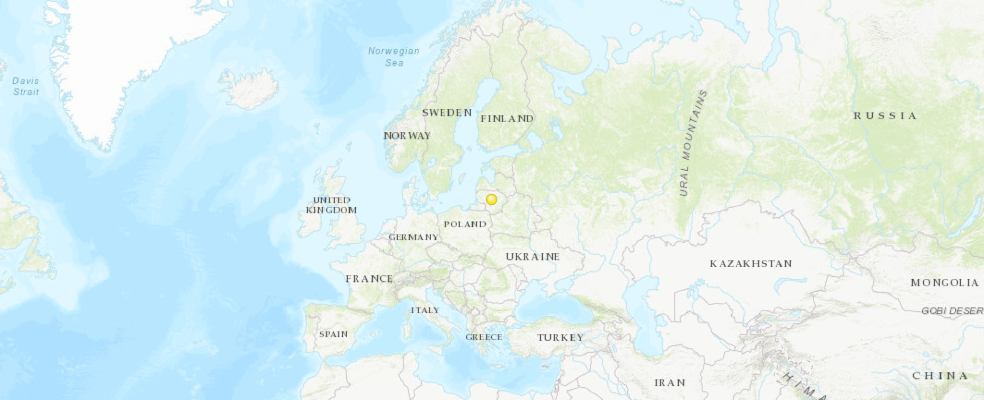 Norwegian
Sea
Davis
Strait
SWEDEN
FINLAND
RUSSIA
NORWAY
URAL MOUNTAINS
UNITED
KINGDOM
POLAND
GERMANY
UKRAINE
KAZAKHSTAN
FRANCE
MONGOLIA
ITALY
GOBI DESER
SPAIN
GREECE
TURKEY
CHINA
IRAN
HIMA